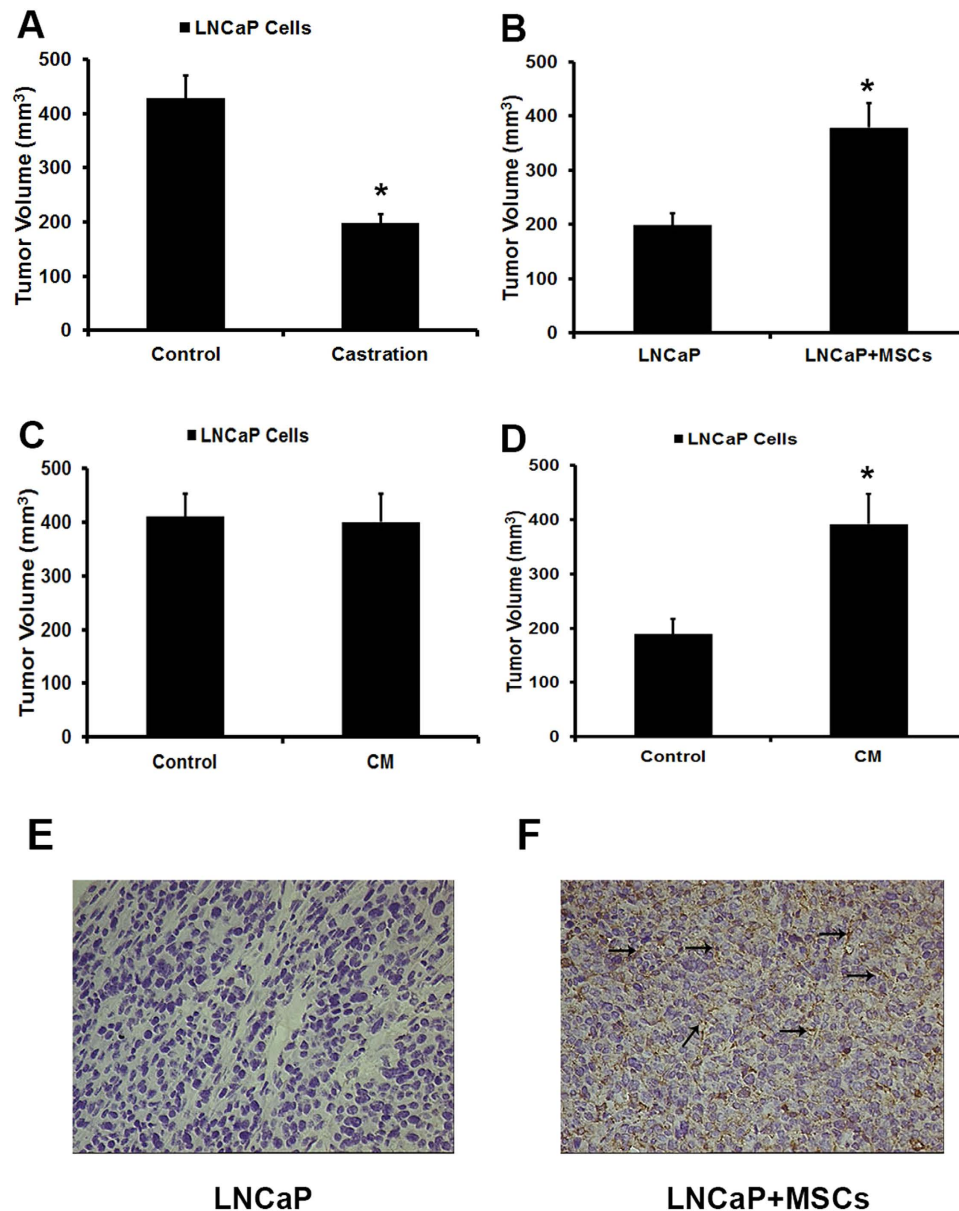 A
■ LNCaP Cells
Tumor Volume (mm³)
500
400
300
200
100
0
Control Castration
*
B
Tumor Volume (mm³)
500
400
300
200
100
0
LNCaP LNCaP+MSCs
*
C
■ LNCaP Cells
Tumor Volume (mm³)
500
400
300
200
100
0
Control CM
D
■ LNCaP Cells
Tumor Volume (mm³)
500
400
300
200
100
0
Control CM
*
E
LNCaP
F
LNCaP+MSCs